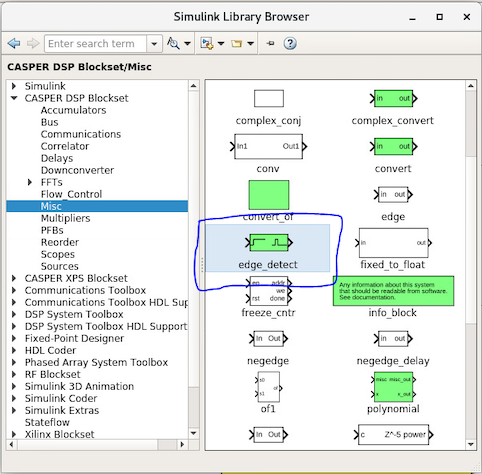 Simulink Library Browser
Enter search term
CASPER DSP Blockset/Misc
Simulink
CASPER DSP Blockset
Accumulators
Bus
Communications
Correlator
Delays
Downconverter
FFTs
Flow_Control
Misc
Multipliers
PFBs
Reorder
Scopes
Sources
CASPER XPS Blockset
Communications Toolbox
Communications Toolbox HDL Sup
DSP System Toolbox
DSP System Toolbox HDL Support
Fixed-Point Designer
HDL Coder
Phased Array System Toolbox
RF Blockset
Simulink 3D Animation
Simulink Coder
Simulink Extras
Stateflow
Xilinx Blockset
in out
complex_conj complex_convert
In1 Out1 in out
conv convert
in out
convert_of edge
in out
edge_detect fixed_to_float
en addr
we
rst done
Any information about this system
that should be readable from software.
See documentation.
freeze_cntr info_block
In Out in out
negedge negedge_delay
s0
s1
of
misc misc_out
x x_out
of1 polynomial
In Out c Z^-5 power